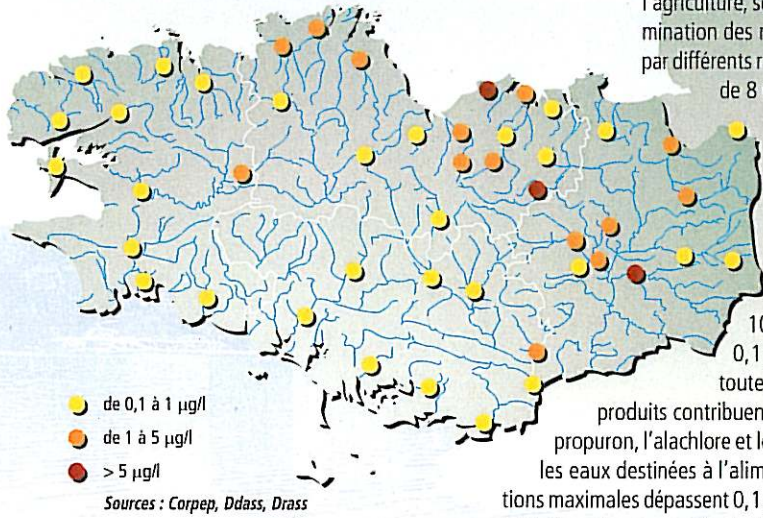 l'agriculture, s
mination des
par différents
de 8
10
0,1
toute
produits contribuen
propuron, l'alachlore et l
les eaux destinées à l'alim
tions maximales dépassent 0,1
de 0,1 à 1 µg/l
de 1 à 5 µg/l
> 5 µg/l
Sources : Corpep, Ddass, Drass